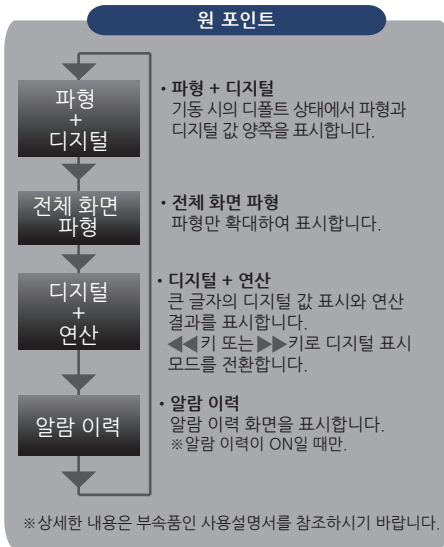 원 포인트
파형
+
디지털
• 파형 + 디지털
기동 시의 디폴트 상태에서 파형과
디지털 값 양쪽을 표시합니다.
전체 화면
파형
• 전체 화면 파형
파형만 확대하여 표시합니다.
디지털
+
연산
• 디지털 + 연산
큰 글자의 디지털 값 표시와 연산
결과를 표시합니다.
◀◀키 또는▶▶키로 디지털 표시
모드를 전환합니다.
알람 이력
• 알람 이력
알람 이력 화면을 표시합니다.
※알람 이력이 ON일 때만.
※상세한 내용은 부속품인 사용설명서를 참조하시기 바랍니다.